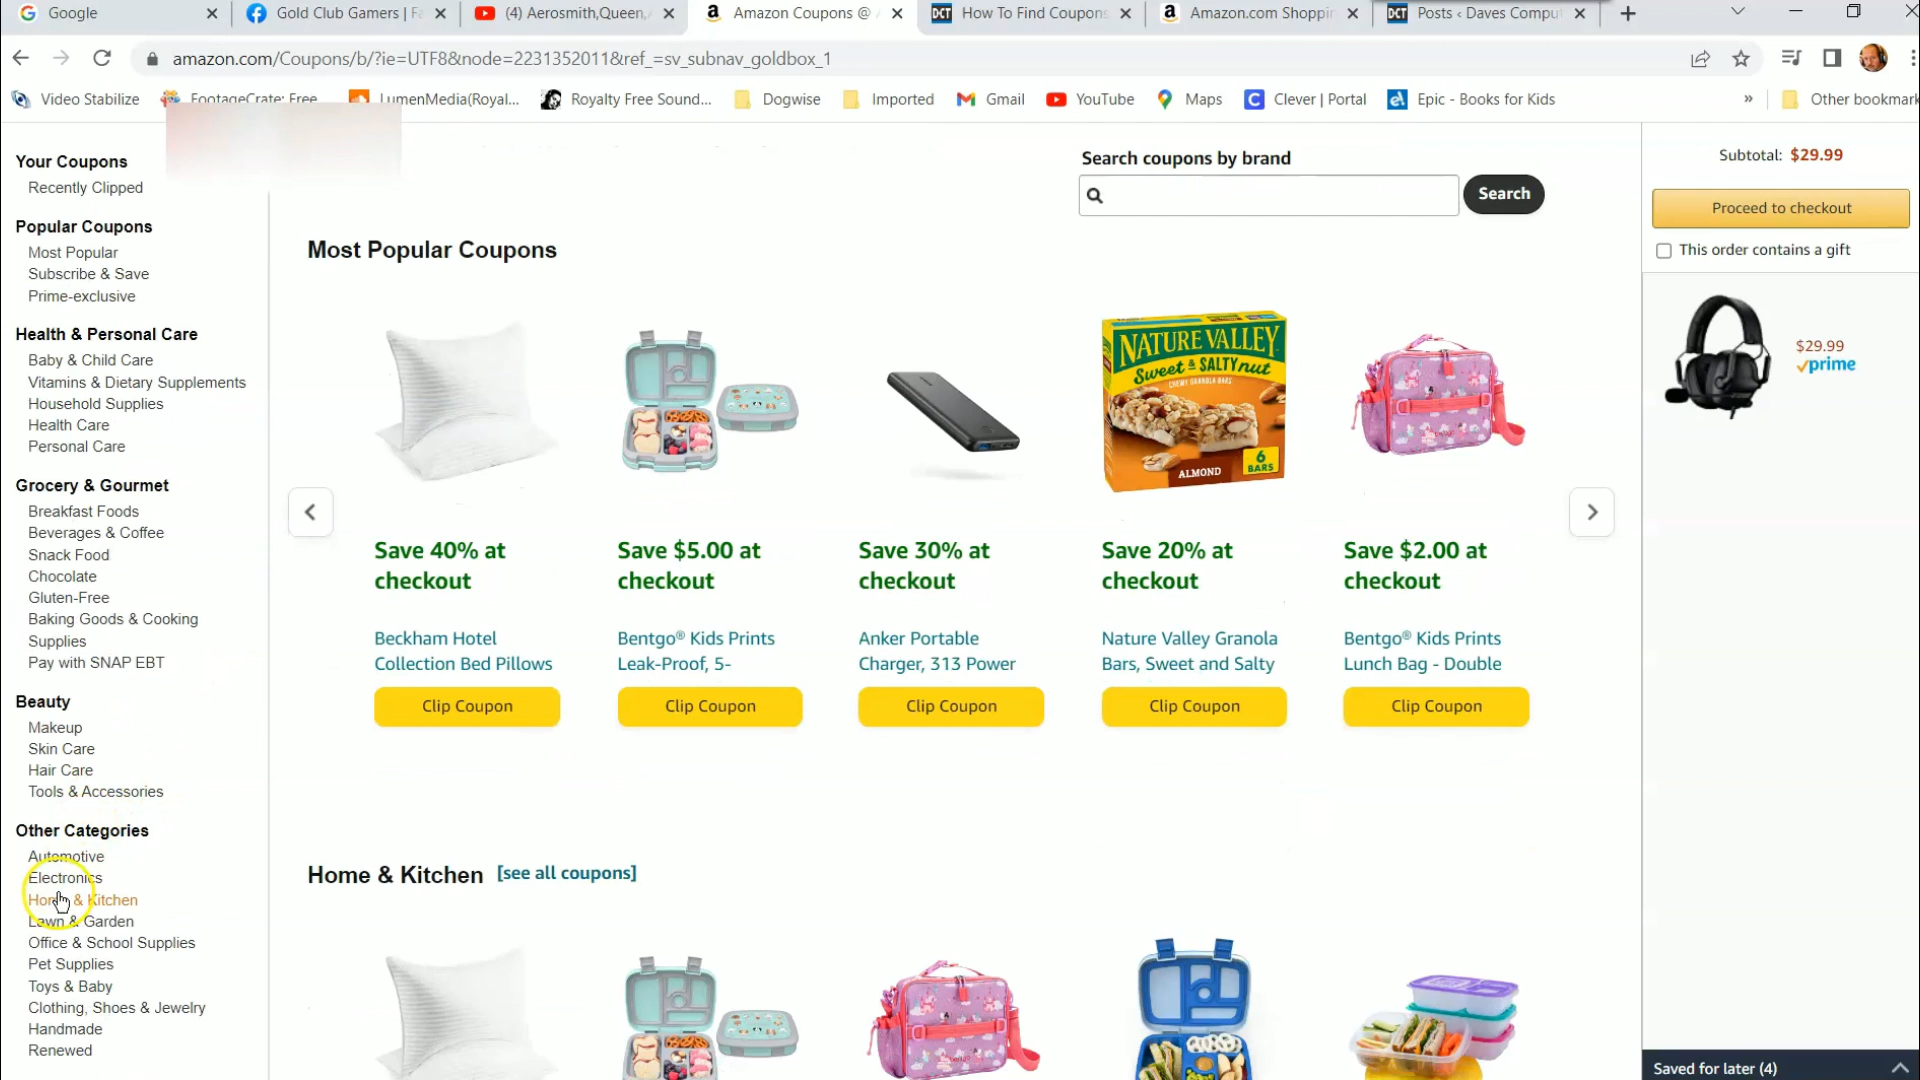 Google
Gold Club Gamers | Fa
(4) Aerosmith,Queen,
Amazon Coupons @
How To Find Coupons
Amazon.com Shoppin
Posts ‹ Daves Comput
amazon.com/Coupons/b/?ie=UTF8&node=2231352011&ref_=sv_subnav_goldbox_1
Video Stabilize
FootageCrate: Free
LumenMedia(Royal...
Royalty Free Sound...
Dogwise
Imported
Gmail
YouTube
Maps
Clever | Portal
Epic - Books for Kids
»
Other bookmark
Your Coupons
Recently Clipped
Popular Coupons
Most Popular
Subscribe & Save
Prime-exclusive
Health & Personal Care
Baby & Child Care
Vitamins & Dietary Supplements
Household Supplies
Health Care
Personal Care
Grocery & Gourmet
Breakfast Foods
Beverages & Coffee
Snack Food
Chocolate
Gluten-Free
Baking Goods & Cooking
Supplies
Pay with SNAP EBT
Beauty
Makeup
Skin Care
Hair Care
Tools & Accessories
Other Categories
Automotive
Electronics
Home & Kitchen
Lawn & Garden
Office & School Supplies
Pet Supplies
Toys & Baby
Clothing, Shoes & Jewelry
Handmade
Renewed
Search coupons by brand
Search
Most Popular Coupons
NATURE VALLEY
Sweet & SALTY nut
CHEWY GRANOLA BARS
ALMOND
6
BARS
Save 40% at
checkout
Beckham Hotel
Collection Bed Pillows
Clip Coupon
Save $5.00 at
checkout
Bentgo® Kids Prints
Leak-Proof, 5-
Clip Coupon
Save 30% at
checkout
Anker Portable
Charger, 313 Power
Clip Coupon
Save 20% at
checkout
Nature Valley Granola
Bars, Sweet and Salty
Clip Coupon
Save $2.00 at
checkout
Bentgo® Kids Prints
Lunch Bag - Double
Clip Coupon
Home & Kitchen [see all coupons]
Subtotal: $29.99
Proceed to checkout
This order contains a gift
$29.99
prime
Saved for later (4)